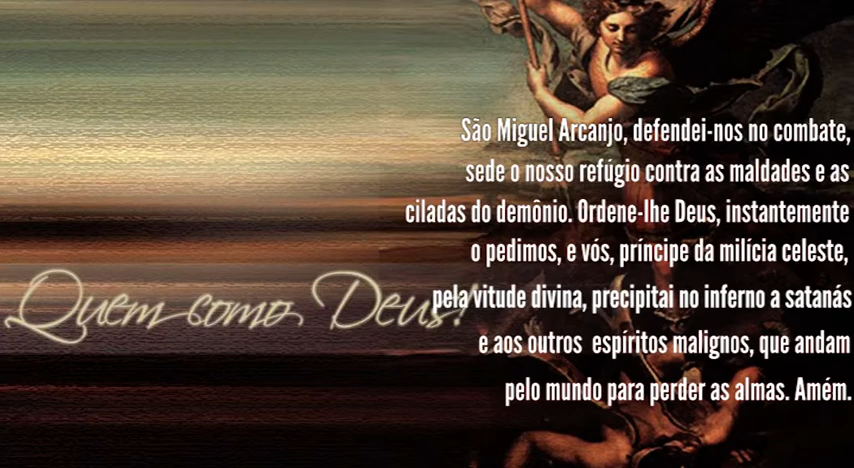 São Miguel Arcanjo, defendei-nos no combate,
sede o nosso refúgio contra as maldades e as
ciladas do demônio. Ordene-lhe Deus, instantemente
o pedimos, e vós, príncipe da milícia celeste,
pela vitude divina, precipitai no inferno a satanás
e aos outros espíritos malignos, que andam
pelo mundo para perder as almas. Amém.
Quem como Deus!